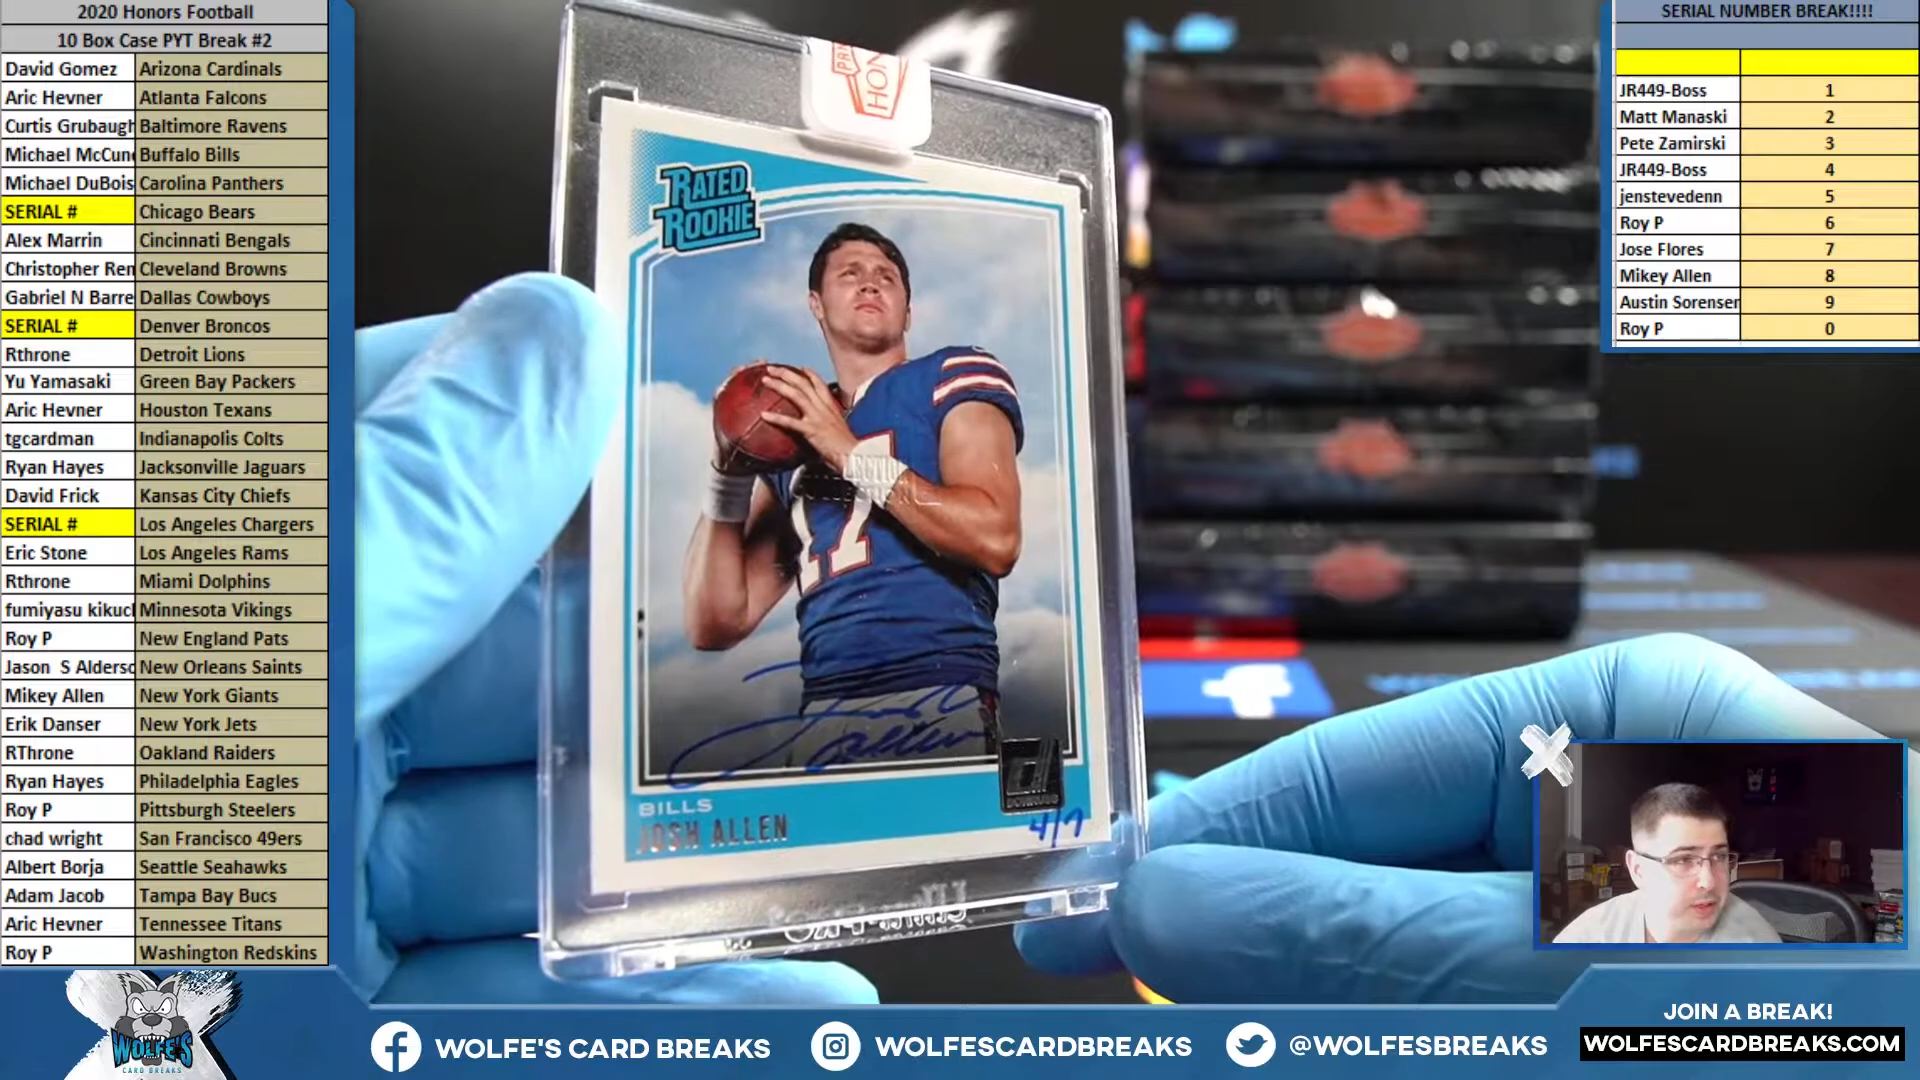 2020 Honors Football
10 Box Case PYT Break #2
David Gomez Arizona Cardinals
Aric Hevner Atlanta Falcons
Curtis Grubaugh Baltimore Ravens
Michael McCun Buffalo Bills
Michael DuBois Carolina Panthers
SERIAL # Chicago Bears
Alex Marrin Cincinnati Bengals
Christopher Ren Cleveland Browns
Gabriel N Barre Dallas Cowboys
SERIAL # Denver Broncos
Rthrone Detroit Lions
Yu Yamasaki Green Bay Packers
Aric Hevner Houston Texans
tgcardman Indianapolis Colts
Ryan Hayes Jacksonville Jaguars
David Frick Kansas City Chiefs
SERIAL # Los Angeles Chargers
Eric Stone Los Angeles Rams
Rthrone Miami Dolphins
fumiyasu kikuc Minnesota Vikings
Roy P New England Pats
Jason S Alderso New Orleans Saints
Mikey Allen New York Giants
Erik Danser New York Jets
RThrone Oakland Raiders
Ryan Hayes Philadelphia Eagles
Roy P Pittsburgh Steelers
chad wright San Francisco 49ers
Albert Borja Seattle Seahawks
Adam Jacob Tampa Bay Bucs
Aric Hevner Tennessee Titans
Roy P Washington Redskins
HON
RATED
ROOKIE
17
BILLS
JOSH ALLEN
DONRUSS
4/7
SERIAL NUMBER BREAK!!!!
JR449-Boss 1
Matt Manaski 2
Pete Zamirski 3
JR449-Boss 4
jenstevedenn 5
Roy P 6
Jose Flores 7
Mikey Allen 8
Austin Sorensen 9
Roy P 0
WOLFE'S
CARD BREAKS
WOLFE'S CARD BREAKS
WOLFESCARDBREAKS
@WOLFESBREAKS
JOIN A BREAK!
WOLFESCARDBREAKS.COM